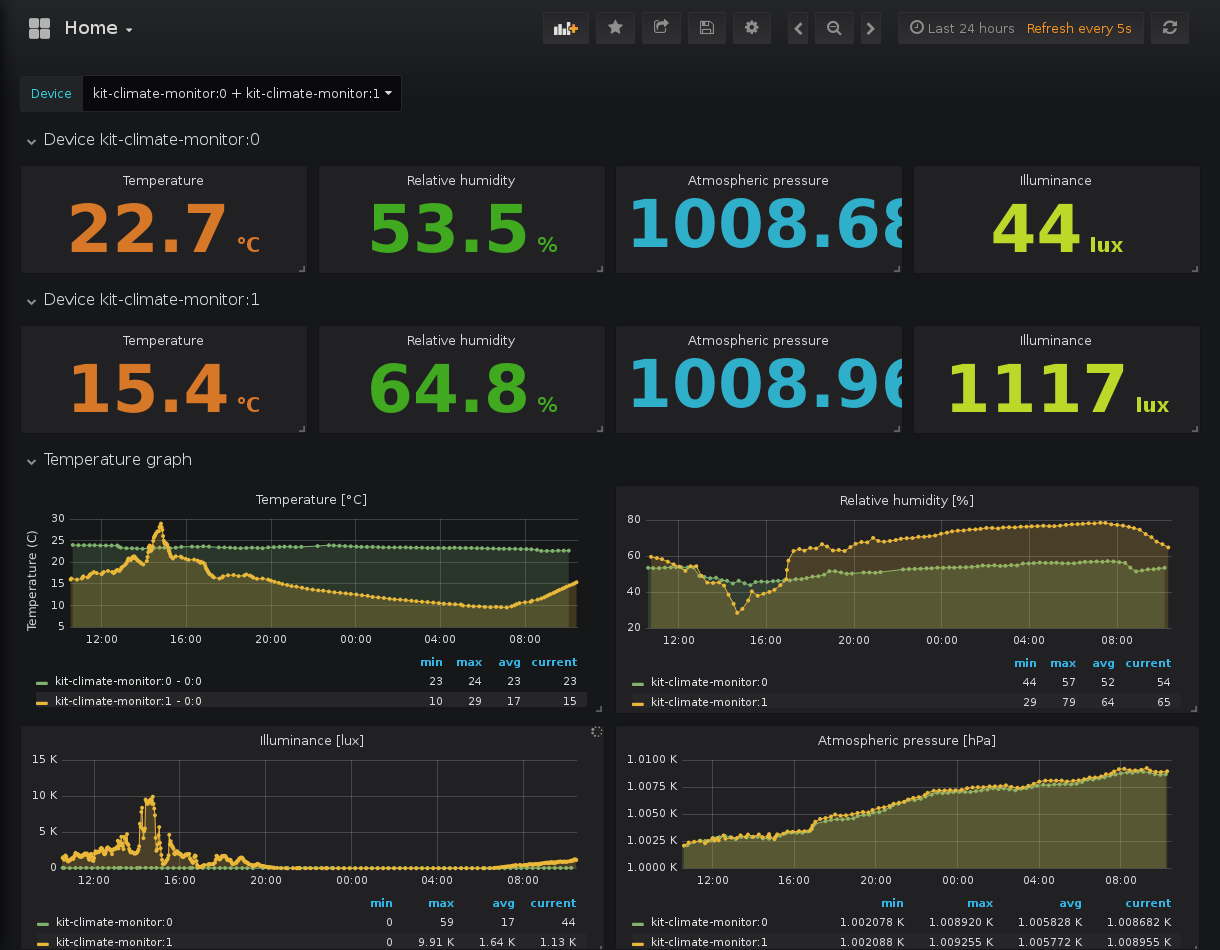 Home
Last 24 hours Refresh every 5s
Device kit-climate-monitor:0 + kit-climate-monitor:1
Device kit-climate-monitor:0
Temperature Relative humidity Atmospheric pressure Illuminance
22.7 °C 53.5 % 1008.68 44 lux
Device kit-climate-monitor:1
Temperature Relative humidity Atmospheric pressure Illuminance
15.4 °C 64.8 % 1008.96 1117 lux
Temperature graph
Temperature [°C]
Temperature (C)
30
25
20
15
10
5
12:00 16:00 20:00 00:00 04:00 08:00
min max avg current
kit-climate-monitor:0 - 0:0 23 24 23 23
kit-climate-monitor:1 - 0:0 10 29 17 15
Relative humidity [%]
80
60
40
20
12:00 16:00 20:00 00:00 04:00 08:00
min max avg current
kit-climate-monitor:0 44 57 52 54
kit-climate-monitor:1 29 79 64 65
Illuminance [lux]
15 K
10 K
5 K
0
12:00 16:00 20:00 00:00 04:00 08:00
min max avg current
kit-climate-monitor:0 0 59 17 44
kit-climate-monitor:1 0 9.91 K 1.64 K 1.13 K
Atmospheric pressure [hPa]
1.0100 K
1.0075 K
1.0050 K
1.0025 K
1.0000 K
12:00 16:00 20:00 00:00 04:00 08:00
min max avg current
kit-climate-monitor:0 1.002078 K 1.008920 K 1.005828 K 1.008682 K
kit-climate-monitor:1 1.002088 K 1.009255 K 1.005772 K 1.008955 K